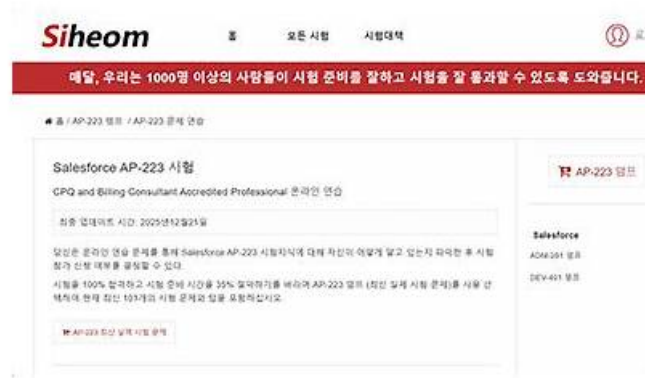 Siheom
홈
모든 시험
시험대책
매달, 우리는 1000명 이상의 사람들이 시험 준비를 잘하고 시험을 잘 통과할 수 있도록 도와줍니다.
홈 / AP-223 덤프 / AP-223 문제 연습
Salesforce AP-223 시험
CPQ and Billing Consultant Accredited Professional 온라인 연습
최종 업데이트 시간: 2025년12월21일
당신은 온라인 연습 문제를 통해 Salesforce AP-223 시험지식에 대해 자신이 어떻게 알고 있는지 파악한 후 시험
참가 신청 여부를 결정할 수 있다.
시험을 100% 합격하고 시험 준비 시간을 35% 절약하기를 바라며 AP-223 덤프 (최신 실제 시험 문제)를 사용 선
택하여 현재 최신 103개의 시험 문제와 답을 포함하십시오.
AP-223 최신 실제 시험 문제
AP-223 덤프
Salesforce
ADM-201 덤프
DEV-401 덤프